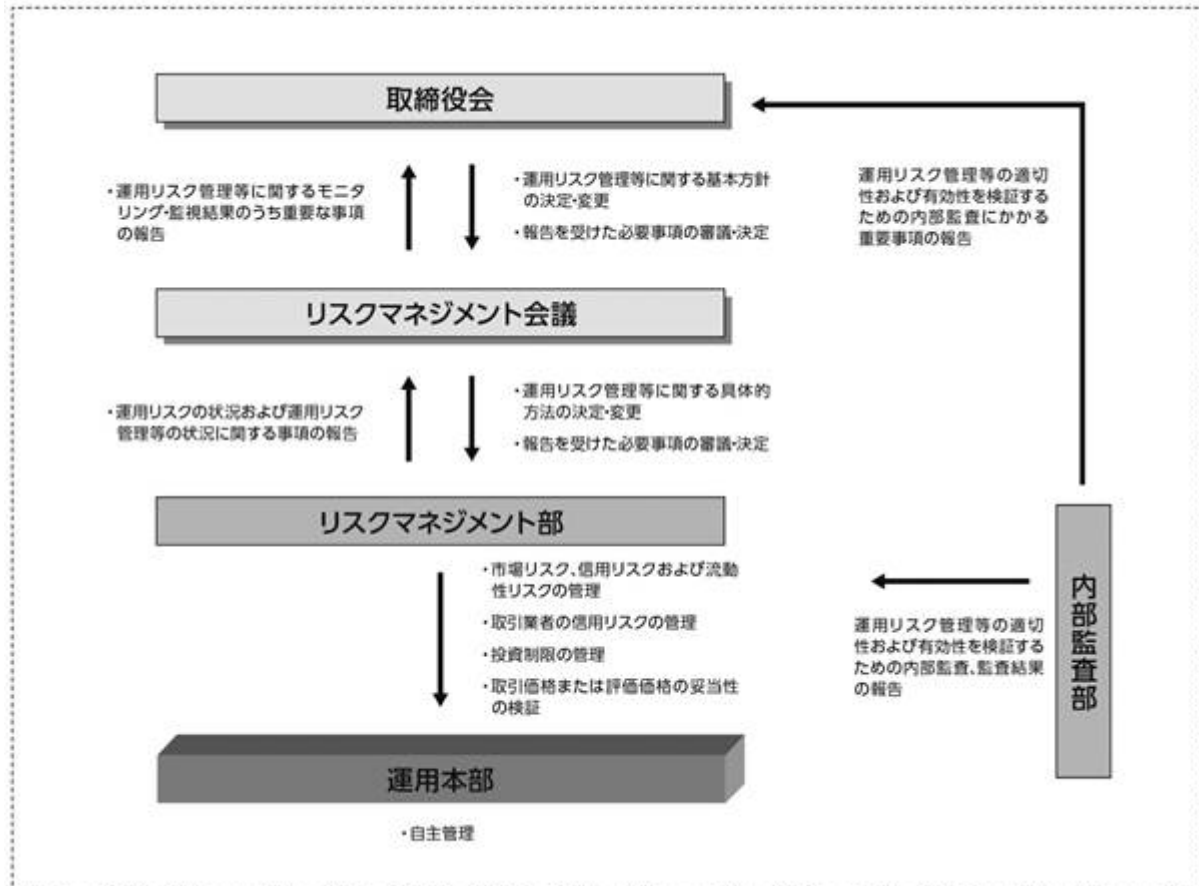 取締役会
・運用リスク管理等に関するモニタ
リング・監視結果のうち重要な事項
の報告
・運用リスク管理等に関する基本方針
の決定・変更
・報告を受けた必要事項の審議・決定
運用リスク管理等の適切
性および有効性を検証する
ための内部監査にかかる
重要事項の報告
リスクマネジメント会議
・運用リスクの状況および運用リスク
管理等の状況に関する事項の報告
・運用リスク管理等に関する具体的
方法の決定・変更
・報告を受けた必要事項の審議・決定
リスクマネジメント部
・市場リスク、信用リスクおよび流動
性リスクの管理
・取引業者の信用リスクの管理
・投資制限の管理
・取引価格または評価価格の妥当性
の検証
運用リスク管理等の適切
性および有効性を検証する
ための内部監査、監査結果
の報告
内部監査部
運用本部
・自主管理